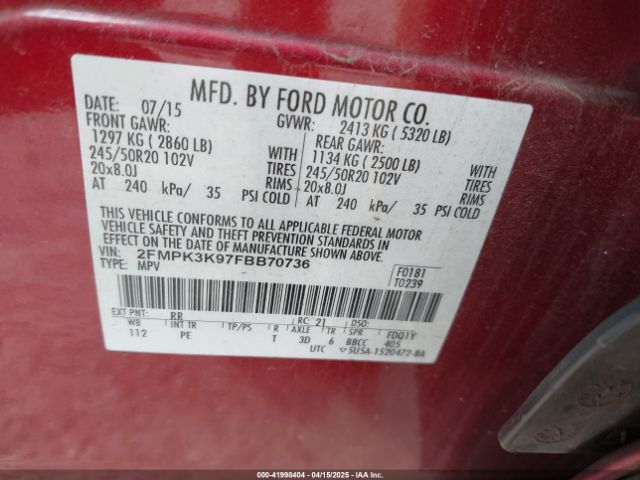 MFD. BY FORD MOTOR CO.
DATE: 07/15 GVWR: 2413 KG ( 5320 LB)
FRONT GAWR: REAR GAWR:
1297 KG ( 2860 LB) WITH 1134 KG ( 2500 LB) WITH
245/50R20 102V TIRES 245/50R20 102V TIRES
20x8.0J RIMS 20x8.0J RIMS
AT 240 kPa/ 35 PSI COLD AT 240 kPa/ 35 PSI COLD
THIS VEHICLE CONFORMS TO ALL APPLICABLE FEDERAL MOTOR
VEHICLE SAFETY AND THEFT PREVENTION STANDARDS IN
EFFECT ON THE DATE OF MANUFACTURE SHOWN ABOVE.
VIN: 2FMPK3K97FBB70736 F0181
TYPE: MPV T0239
EXT PNT: RR RC: 21 DSO:
WB INT TR TP/PS R AXLE TR SPR FDQ1Y
112 PE T 3D 6 BBCC 405
UTC 5U5A-1520472-BA
00-41998404 - 04/15/2025 - IAAI.COM